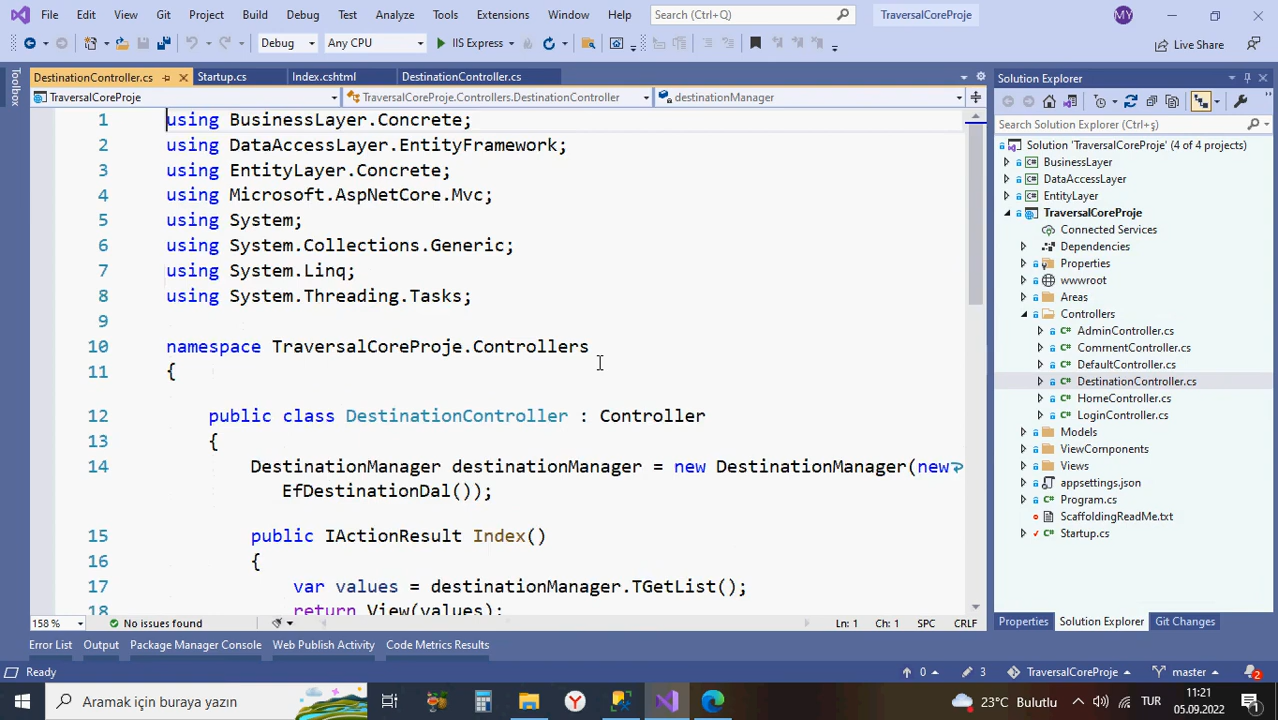 File Edit View Git Project Build Debug Test Analyze Tools Extensions Window Help Search (Ctrl+Q) TraversalCoreProje MY
Debug Any CPU IIS Express Live Share
Toolbox
DestinationController.cs Startup.cs Index.cshtml DestinationController.cs
TraversalCoreProje TraversalCoreProje.Controllers.DestinationController destinationManager
1 using BusinessLayer.Concrete;
2 using DataAccessLayer.EntityFramework;
3 using EntityLayer.Concrete;
4 using Microsoft.AspNetCore.Mvc;
5 using System;
6 using System.Collections.Generic;
7 using System.Linq;
8 using System.Threading.Tasks;
9
10 namespace TraversalCoreProje.Controllers
11 {
12 public class DestinationController : Controller
13 {
14 DestinationManager destinationManager = new DestinationManager(new
EfDestinationDal());
15 public IActionResult Index()
16 {
17 var values = destinationManager.TGetList();
18 return View(values);
158 % No issues found Ln: 1 Ch: 1 SPC CRLF
Solution Explorer
Search Solution Explorer (Ctrl+ş)
Solution 'TraversalCoreProje' (4 of 4 projects)
BusinessLayer
DataAccessLayer
EntityLayer
TraversalCoreProje
Connected Services
Dependencies
Properties
wwwroot
Areas
Controllers
AdminController.cs
CommentController.cs
DefaultController.cs
DestinationController.cs
HomeController.cs
LoginController.cs
Models
ViewComponents
Views
appsettings.json
Program.cs
ScaffoldingReadMe.txt
Startup.cs
Properties Solution Explorer Git Changes
Error List Output Package Manager Console Web Publish Activity Code Metrics Results
Ready 0 3 TraversalCoreProje master 2
Aramak için buraya yazın 23°C Bulutlu TUR 11:21
05.09.2022 1